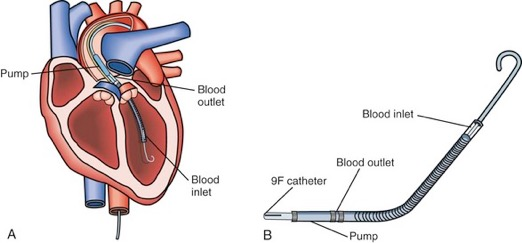 Pump
Blood
outlet
Blood
inlet
A
Blood inlet
Blood outlet
9F catheter
Pump
B